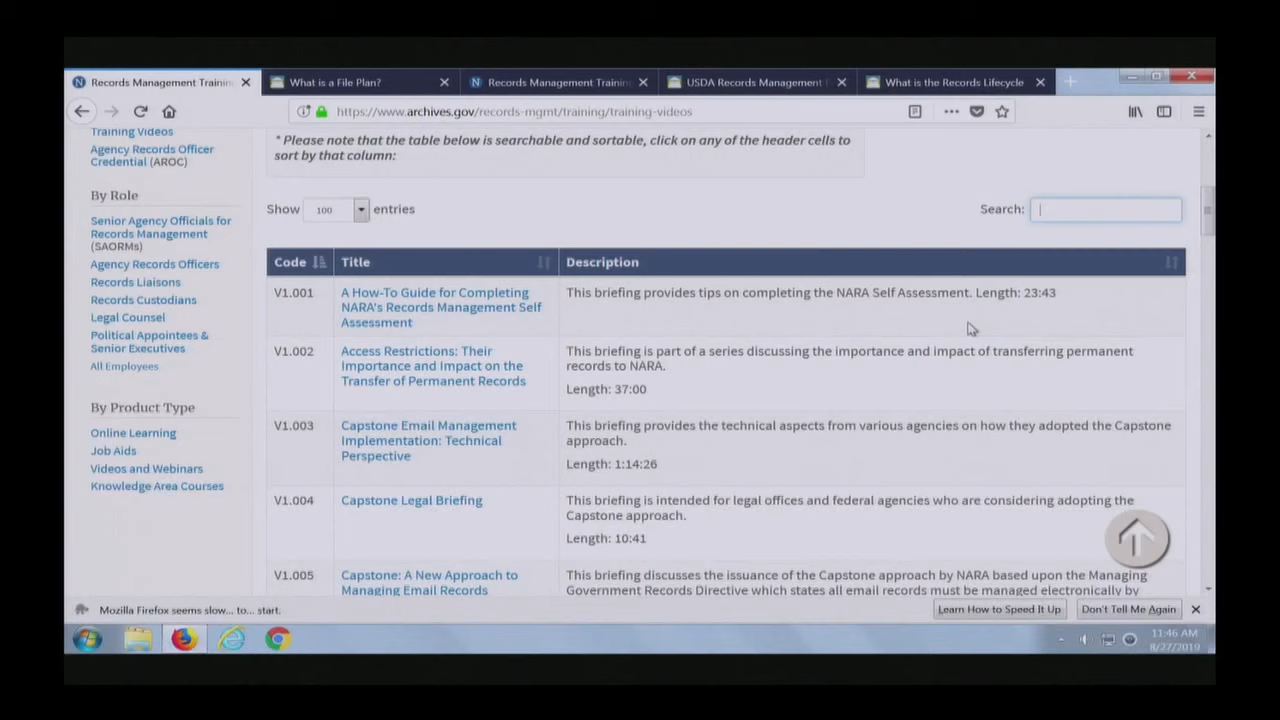 Records Management Trainin
What is a File Plan?
Records Management Trainin
USDA Records Management
What is the Records Lifecycle
https://www.archives.gov/records-mgmt/training/training-videos
Training Videos
Agency Records Officer
Credential (AROC)
By Role
Senior Agency Officials for
Records Management
(SAORMs)
Agency Records Officers
Records Liaisons
Records Custodians
Legal Counsel
Political Appointees &
Senior Executives
All Employees
By Product Type
Online Learning
Job Aids
Videos and Webinars
Knowledge Area Courses
* Please note that the table below is searchable and sortable, click on any of the header cells to
sort by that column:
Show 100 entries
Search:
Code Title Description
V1.001
A How-To Guide for Completing
NARA's Records Management Self
Assessment
This briefing provides tips on completing the NARA Self Assessment. Length: 23:43
V1.002
Access Restrictions: Their
Importance and Impact on the
Transfer of Permanent Records
This briefing is part of a series discussing the importance and impact of transferring permanent
records to NARA.
Length: 37:00
V1.003
Capstone Email Management
Implementation: Technical
Perspective
This briefing provides the technical aspects from various agencies on how they adopted the Capstone
approach.
Length: 1:14:26
V1.004
Capstone Legal Briefing
This briefing is intended for legal offices and federal agencies who are considering adopting the
Capstone approach.
Length: 10:41
V1.005
Capstone: A New Approach to
Managing Email Records
This briefing discusses the issuance of the Capstone approach by NARA based upon the Managing
Government Records Directive which states all email records must be managed electronically by
Mozilla Firefox seems slow... to... start.
Learn How to Speed It Up
Don't Tell Me Again
11:46 AM
8/27/2019